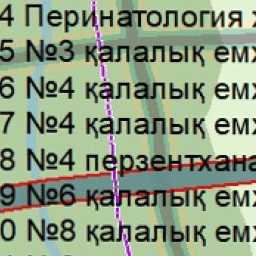 4 Перинатология
5 №3 қалалық емх
6 №4 қалалық емх
7 №4 қалалық емх
8 №4 перзентхана
9 №6 қалалық емх
0 №8 қалалық емх